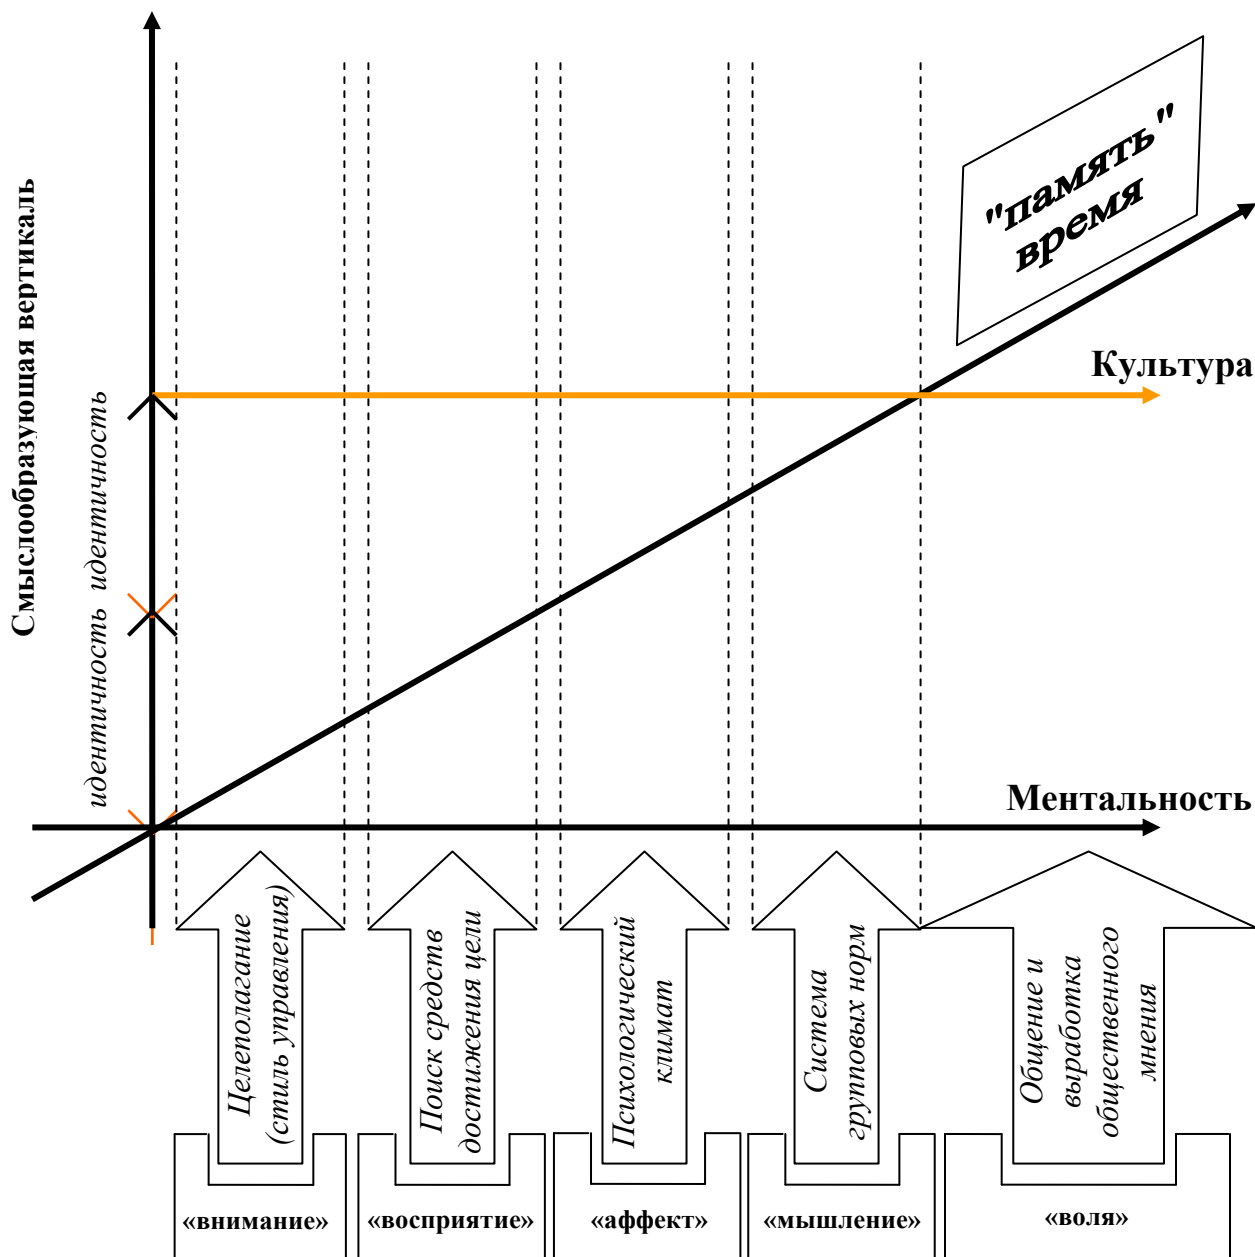 "память"
время
Культура
Смыслообразующая вертикаль
идентичность
идентичность
Ментальность
Целеполагание
(стиль управления)
Поиск средств
достижения цели
Психологический
климат
Система
групповых норм
Общение и
выработка
общественного
мнения
«внимание»
«восприятие»
«аффект»
«мышление»
«воля»